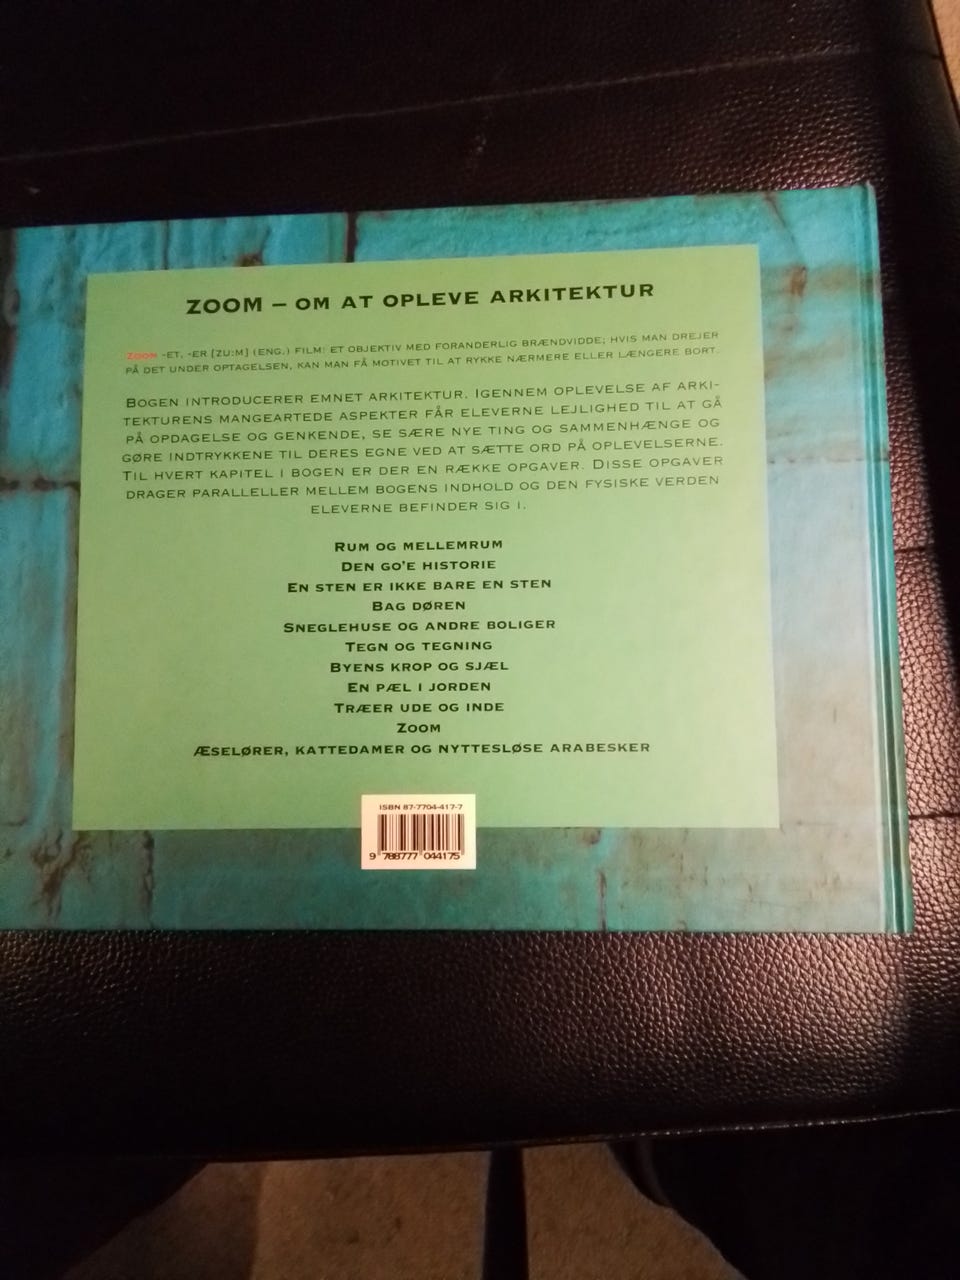 ZOOM – OM AT OPLEVE ARKITEKTUR
ZOOM -ET, -ER [ZU:M] (ENG.) FILM: ET OBJEKTIV MED FORANDERLIG BRÆNDVIDDE; HVIS MAN DREJER
PÅ DET UNDER OPTAGELSEN, KAN MAN FÅ MOTIVET TIL AT RYKKE NÆRMERE ELLER LÆNGERE BORT.
BOGEN INTRODUCERER EMNET ARKITEKTUR. IGENNEM OPLEVELSE AF ARKI-
TEKTURENS MANGEARTEDE ASPEKTER FÅR ELEVERNE LEJLIGHED TIL AT GÅ
PÅ OPDAGELSE OG GENKENDE, SE SÆRE NYE TING OG SAMMENHÆNGE OG
GØRE INDTRYKKENE TIL DERES EGNE VED AT SÆTTE ORD PÅ OPLEVELSERNE.
TIL HVERT KAPITEL I BOGEN ER DER EN RÆKKE OPGAVER. DISSE OPGAVER
DRAGER PARALLELLER MELLEM BOGENS INDHOLD OG DEN FYSISKE VERDEN
ELEVERNE BEFINDER SIG I.
RUM OG MELLEMRUM
DEN GO'E HISTORIE
EN STEN ER IKKE BARE EN STEN
BAG DØREN
SNEGLEHUSE OG ANDRE BOLIGER
TEGN OG TEGNING
BYENS KROP OG SJÆL
EN PÆL I JORDEN
TRÆER UDE OG INDE
ZOOM
ÆSELØRER, KATTEDAMER OG NYTTESLØSE ARABESKER
ISBN 87-7704-417-7
9 788777 044175